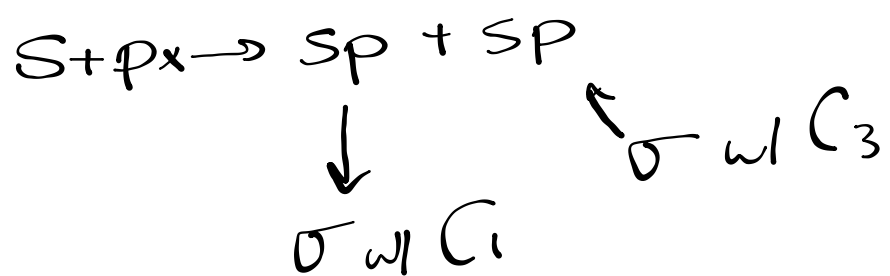 S+px→ sp + sp
σ w/ C3
σ w/ C1